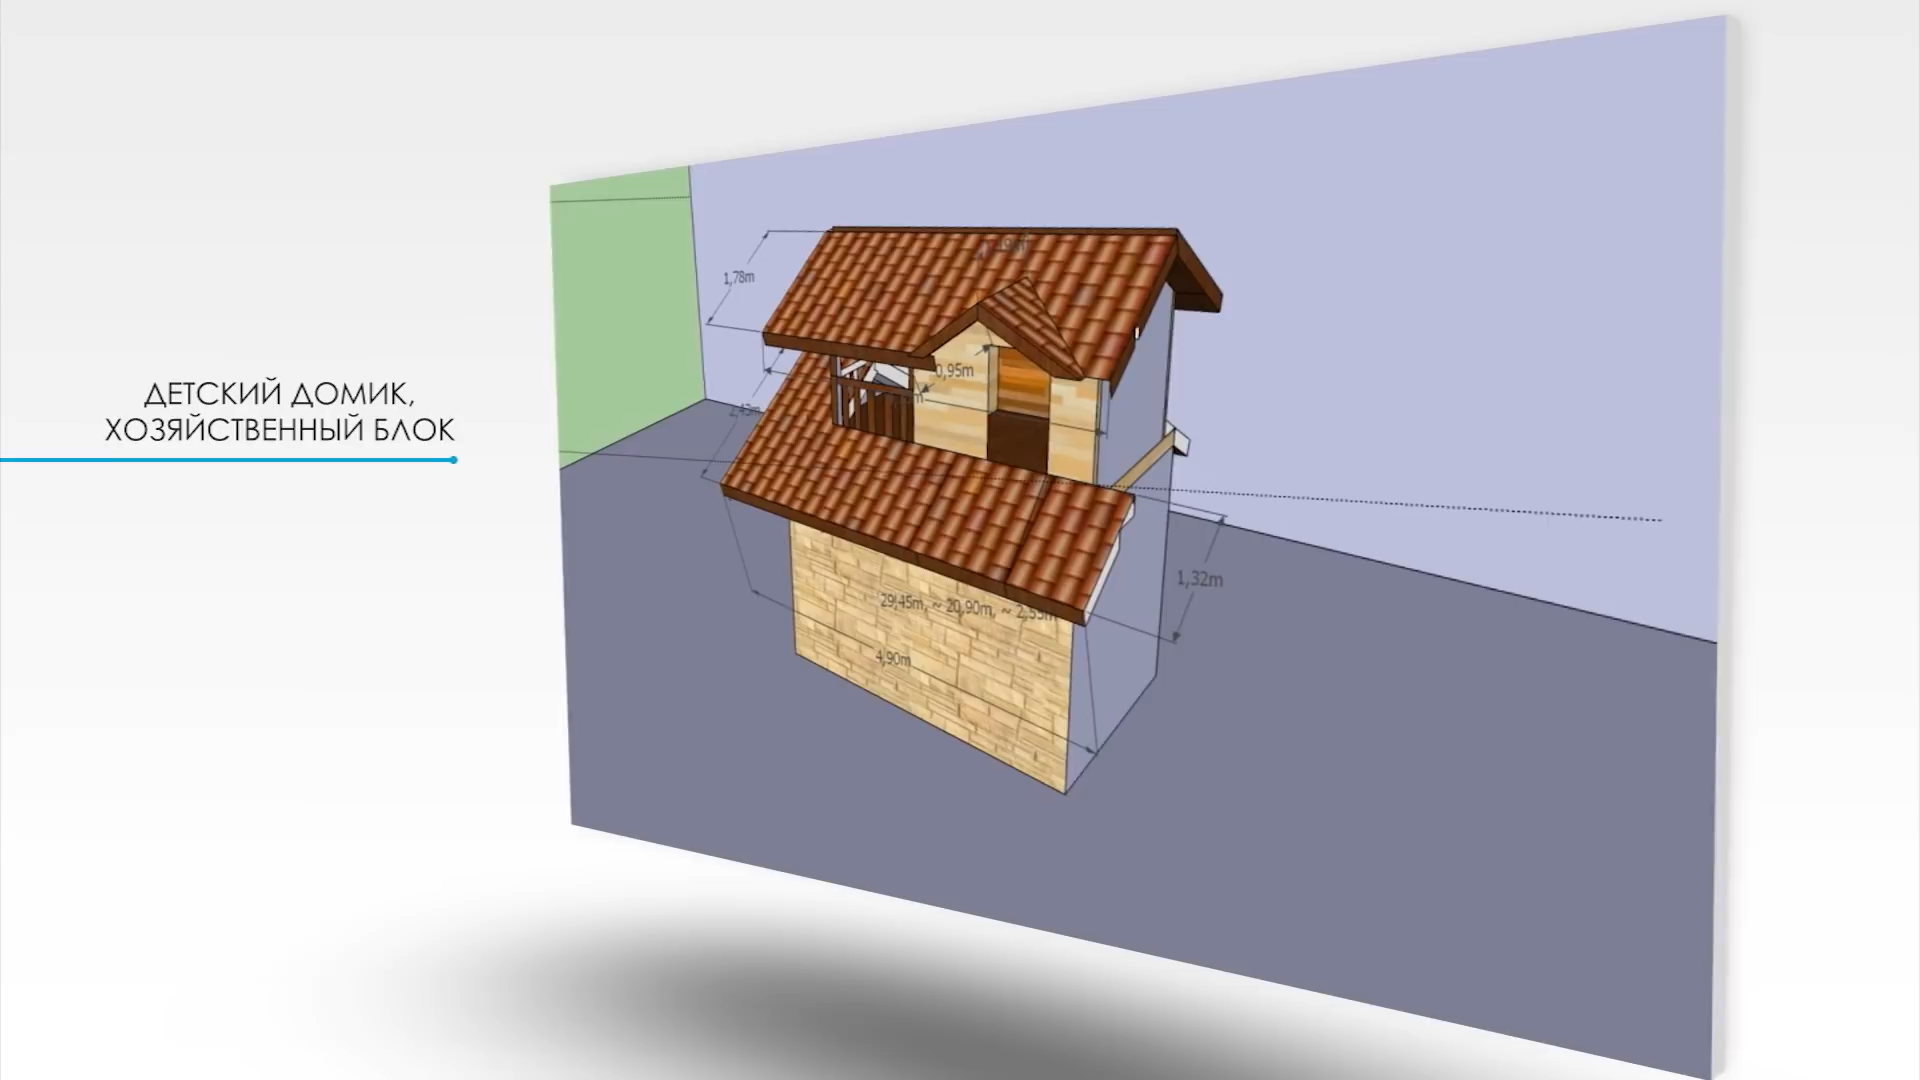 ДЕТСКИЙ ДОМИК,
ХОЗЯЙСТВЕННЫЙ БЛОК
1,78m
0,95m
2,43m
1,32m
29,45m, ~ 20,90m, ~ 2,55m
4,90m